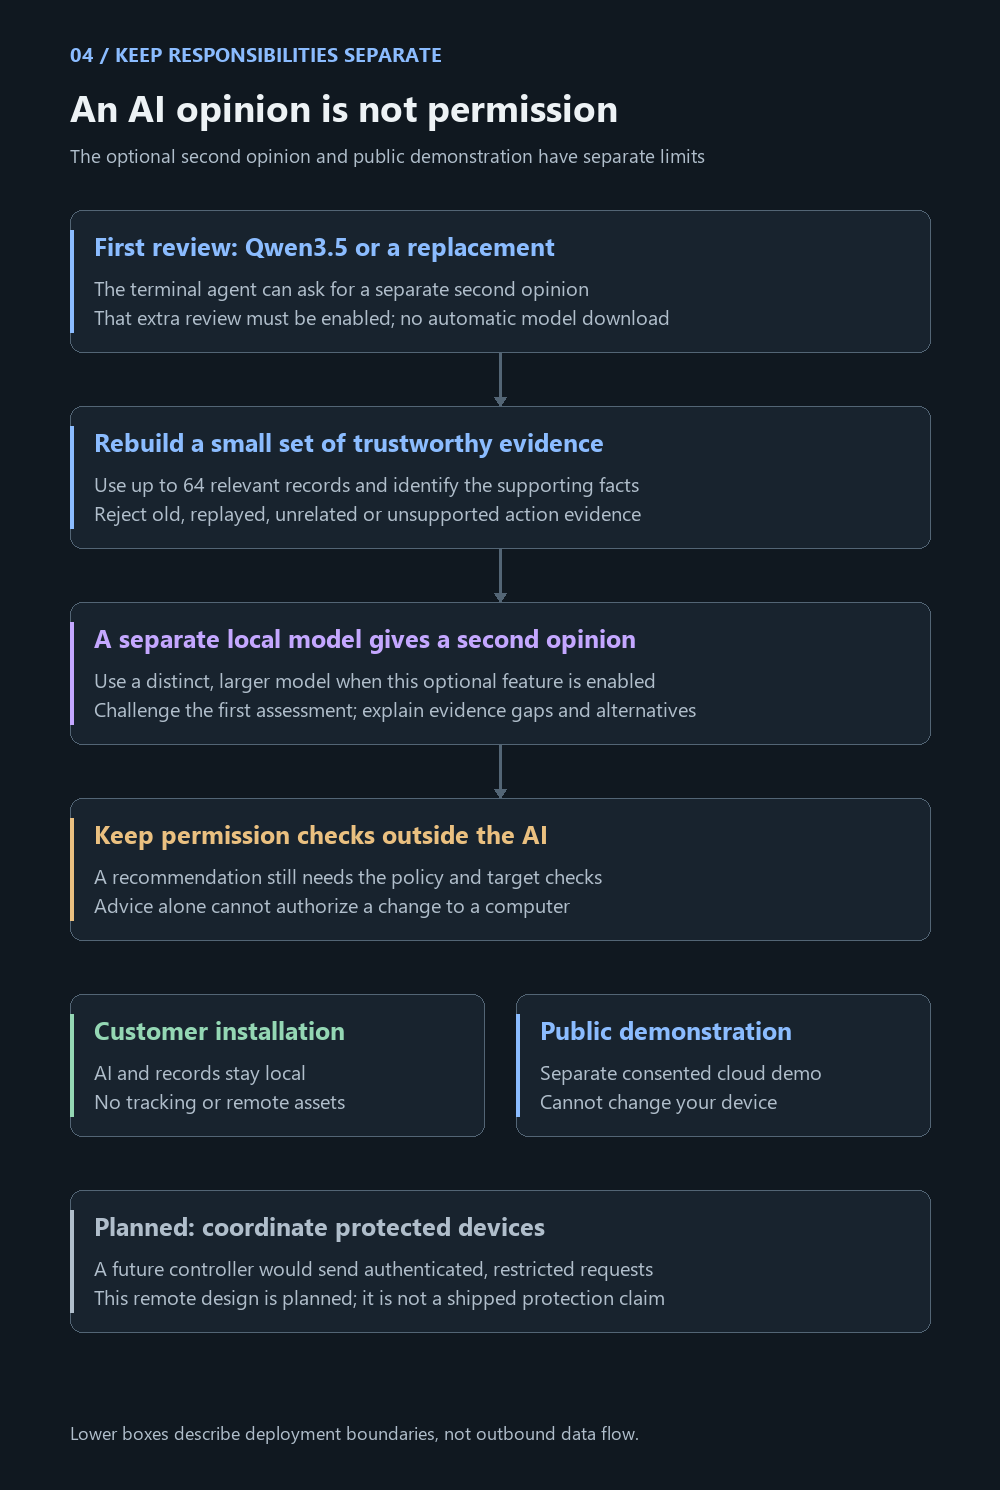 04 / KEEP RESPONSIBILITIES SEPARATE
An AI opinion is not permission
The optional second opinion and public demonstration have separate limits
First review: Qwen3.5 or a replacement
The terminal agent can ask for a separate second opinion
That extra review must be enabled; no automatic model download
Rebuild a small set of trustworthy evidence
Use up to 64 relevant records and identify the supporting facts
Reject old, replayed, unrelated or unsupported action evidence
A separate local model gives a second opinion
Use a distinct, larger model when this optional feature is enabled
Challenge the first assessment; explain evidence gaps and alternatives
Keep permission checks outside the AI
A recommendation still needs the policy and target checks
Advice alone cannot authorize a change to a computer
Customer installation
AI and records stay local
No tracking or remote assets
Public demonstration
Separate consented cloud demo
Cannot change your device
Planned: coordinate protected devices
A future controller would send authenticated, restricted requests
This remote design is planned; it is not a shipped protection claim
Lower boxes describe deployment boundaries, not outbound data flow.